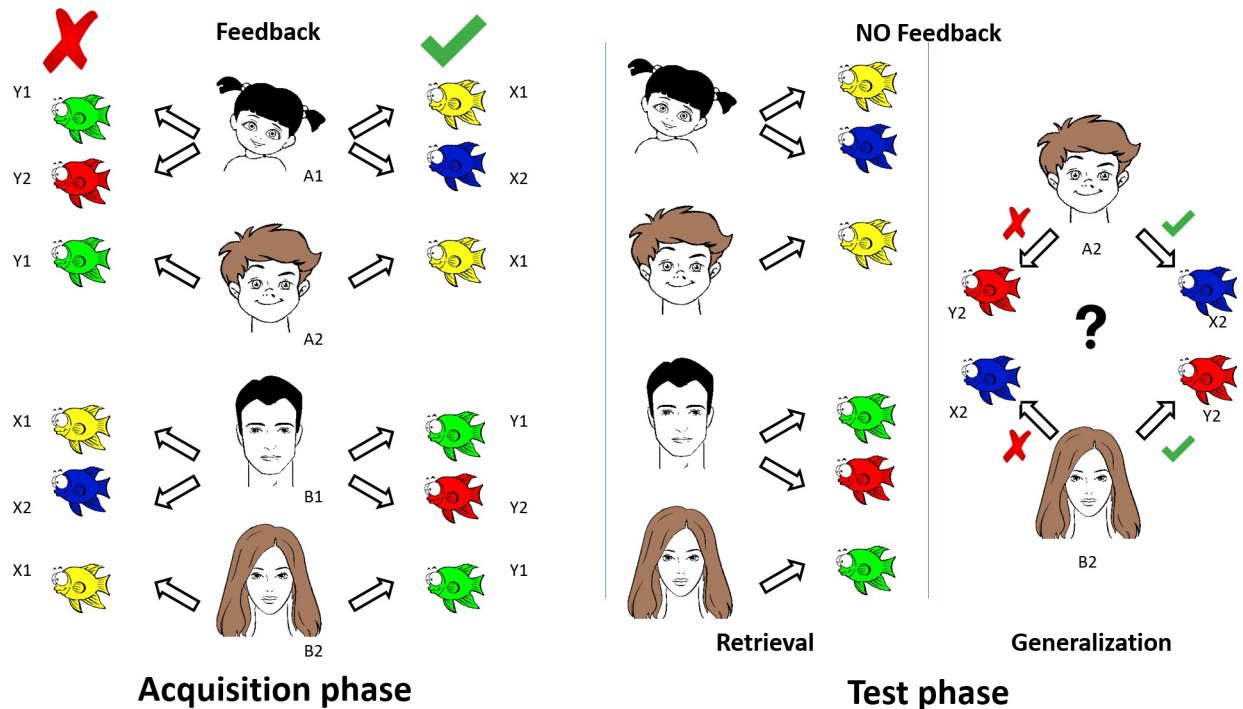 Feedback
NO Feedback
Y1
X1
Y2
A1
X2
Y1
X1
A2
A2
Y2
X2
?
X1
Y1
X2
Y2
X2
B1
Y2
X1
Y1
B2
B2
Retrieval
Generalization
Acquisition phase
Test phase